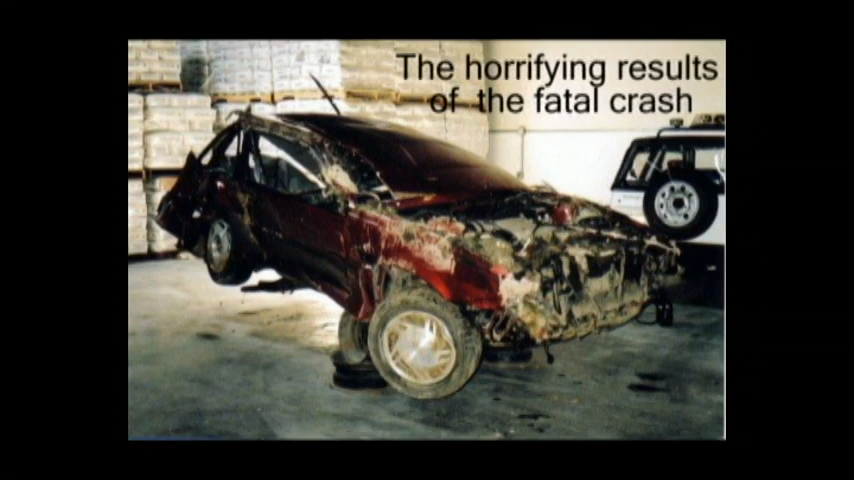 The horrifying results
of the fatal crash